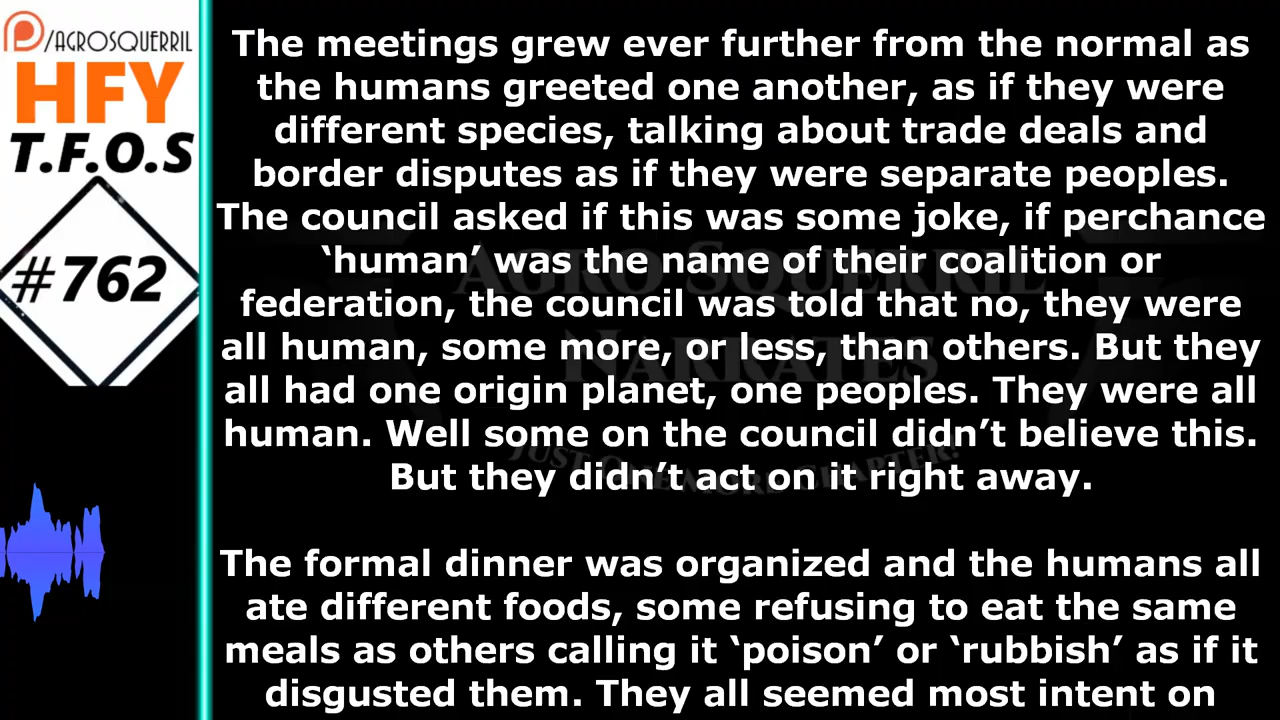 /AGROSQUERRIL
HFY
T.F.O.S
#762
The meetings grew ever further from the normal as
the humans greeted one another, as if they were
different species, talking about trade deals and
border disputes as if they were separate peoples.
The council asked if this was some joke, if perchance
‘human’ was the name of their coalition or
federation, the council was told that no, they were
all human, some more, or less, than others. But they
all had one origin planet, one peoples. They were all
human. Well some on the council didn’t believe this.
But they didn’t act on it right away.
The formal dinner was organized and the humans all
ate different foods, some refusing to eat the same
meals as others calling it ‘poison’ or ‘rubbish’ as if it
disgusted them. They all seemed most intent on
AGRO SQUERRIL
NARRATES
JUST ONE MORE CHAPTER!